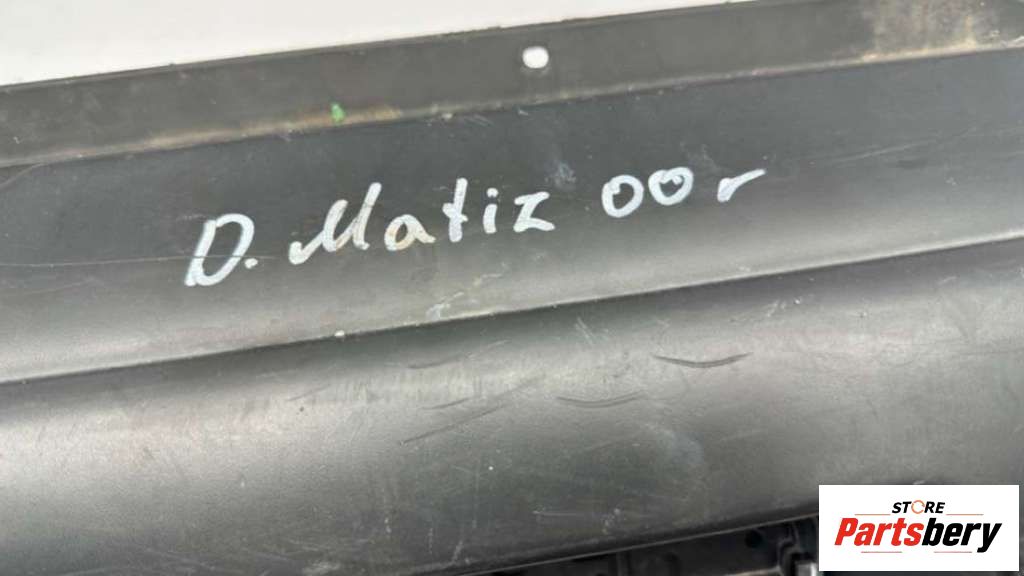 D. Matiz 00r
STORE
Partsbery